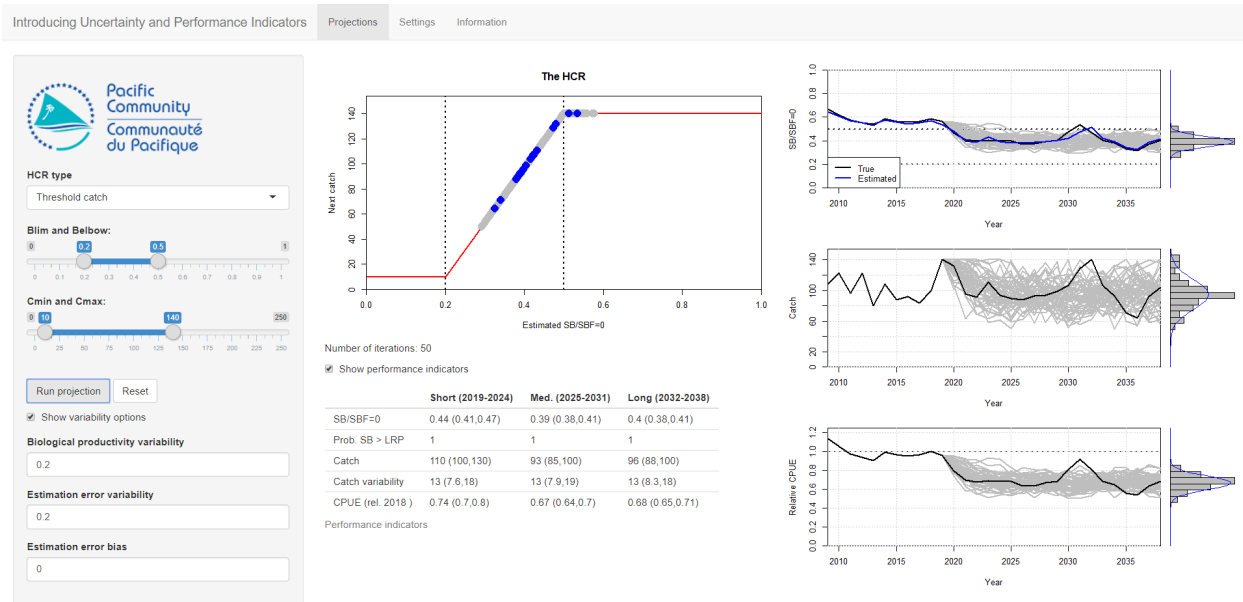 Introducing Uncertainty and Performance Indicators Projections Settings Information
Pacific
Community
Communauté
du Pacifique
HCR type
Threshold catch
Blim and Belbow:
0 0.2 0.5 1
0 0.1 0.2 0.3 0.4 0.5 0.6 0.7 0.8 0.9 1
Cmin and Cmax:
0 10 140 250
0 25 50 75 100 125 150 175 200 225 250
Run projection Reset
Show variability options
Biological productivity variability
0.2
Estimation error variability
0.2
Estimation error bias
0
The HCR
Next catch
0 20 40 60 80 100 120 140
0.0 0.2 0.4 0.6 0.8 1.0
Estimated SB/SBF=0
Number of iterations: 50
Show performance indicators
Short (2019-2024) Med. (2025-2031) Long (2032-2038)
SB/SBF=0 0.44 (0.41,0.47) 0.39 (0.38,0.41) 0.4 (0.38,0.41)
Prob. SB > LRP 1 1 1
Catch 110 (100,130) 93 (85,100) 96 (88,100)
Catch variability 13 (7.6,18) 13 (7.9,19) 13 (8.3,18)
CPUE (rel. 2018 ) 0.74 (0.7,0.8) 0.67 (0.64,0.7) 0.68 (0.65,0.71)
Performance indicators
SB/SBF=0
0.0 0.2 0.4 0.6 0.8 1.0
True
Estimated
2010 2015 2020 2025 2030 2035
Year
Catch
0 20 60 100 140
2010 2015 2020 2025 2030 2035
Year
Relative CPUE
0.0 0.2 0.4 0.6 0.8 1.0 1.2
2010 2015 2020 2025 2030 2035
Year